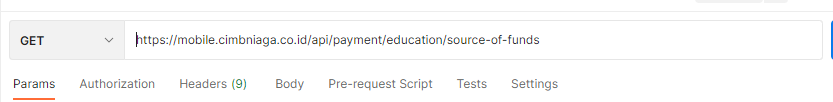 GET https://mobile.cimbniaga.co.id/api/payment/education/source-of-funds
Params Authorization Headers (9) Body Pre-request Script Tests Settings